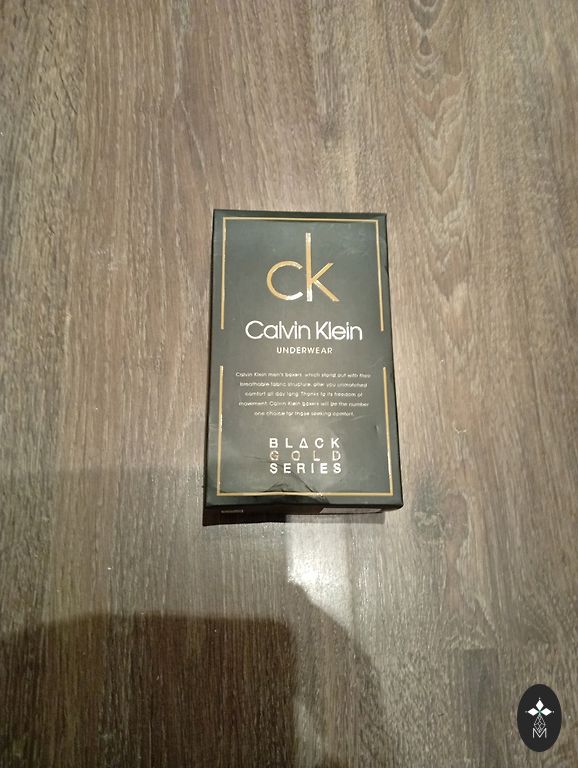 ck
Calvin Klein
UNDERWEAR
Calvin Klein men's boxers, which stand out with their
breathable fabric structure, offer you unmatched
comfort all day long. Thanks to its freedom of
movement, Calvin Klein boxers will be the number
one choice for those seeking comfort.
BLACK
GOLD
SERIES
M